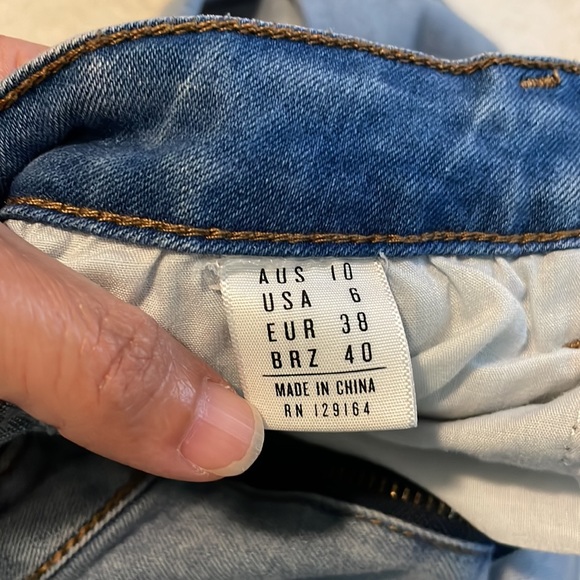 AUS 10
USA 6
EUR 38
BRZ 40
MADE IN CHINA
RN 129164